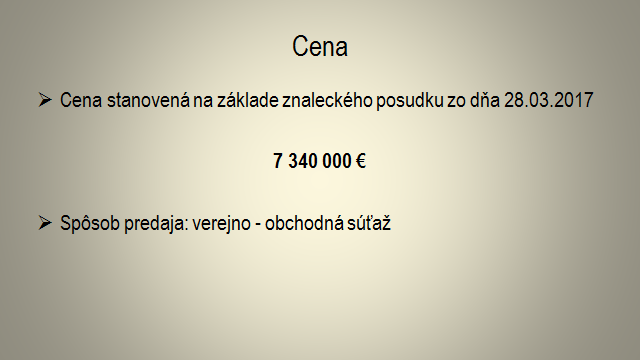 Cena
➢ Cena stanovená na základe znaleckého posudku zo dňa 28.03.2017
7 340 000 €
➢ Spôsob predaja: verejno - obchodná súťaž